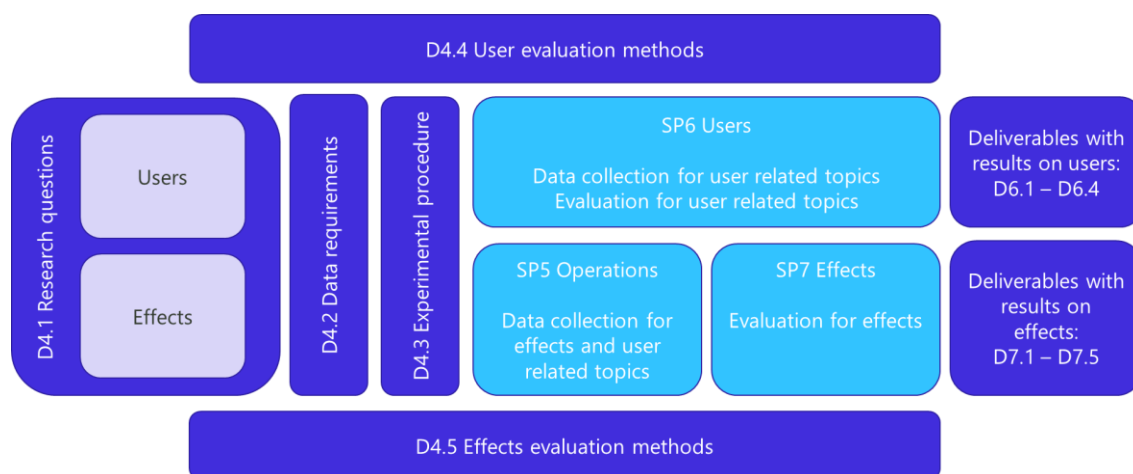 D4.4 User evaluation methods
D4.1 Research questions
Users
Effects
D4.2 Data requirements
D4.3 Experimental procedure
SP6 Users
Data collection for user related topics
Evaluation for user related topics
SP5 Operations
Data collection for
effects and user
related topics
SP7 Effects
Evaluation for effects
Deliverables with
results on users:
D6.1 – D6.4
Deliverables with
results on
effects:
D7.1 – D7.5
D4.5 Effects evaluation methods